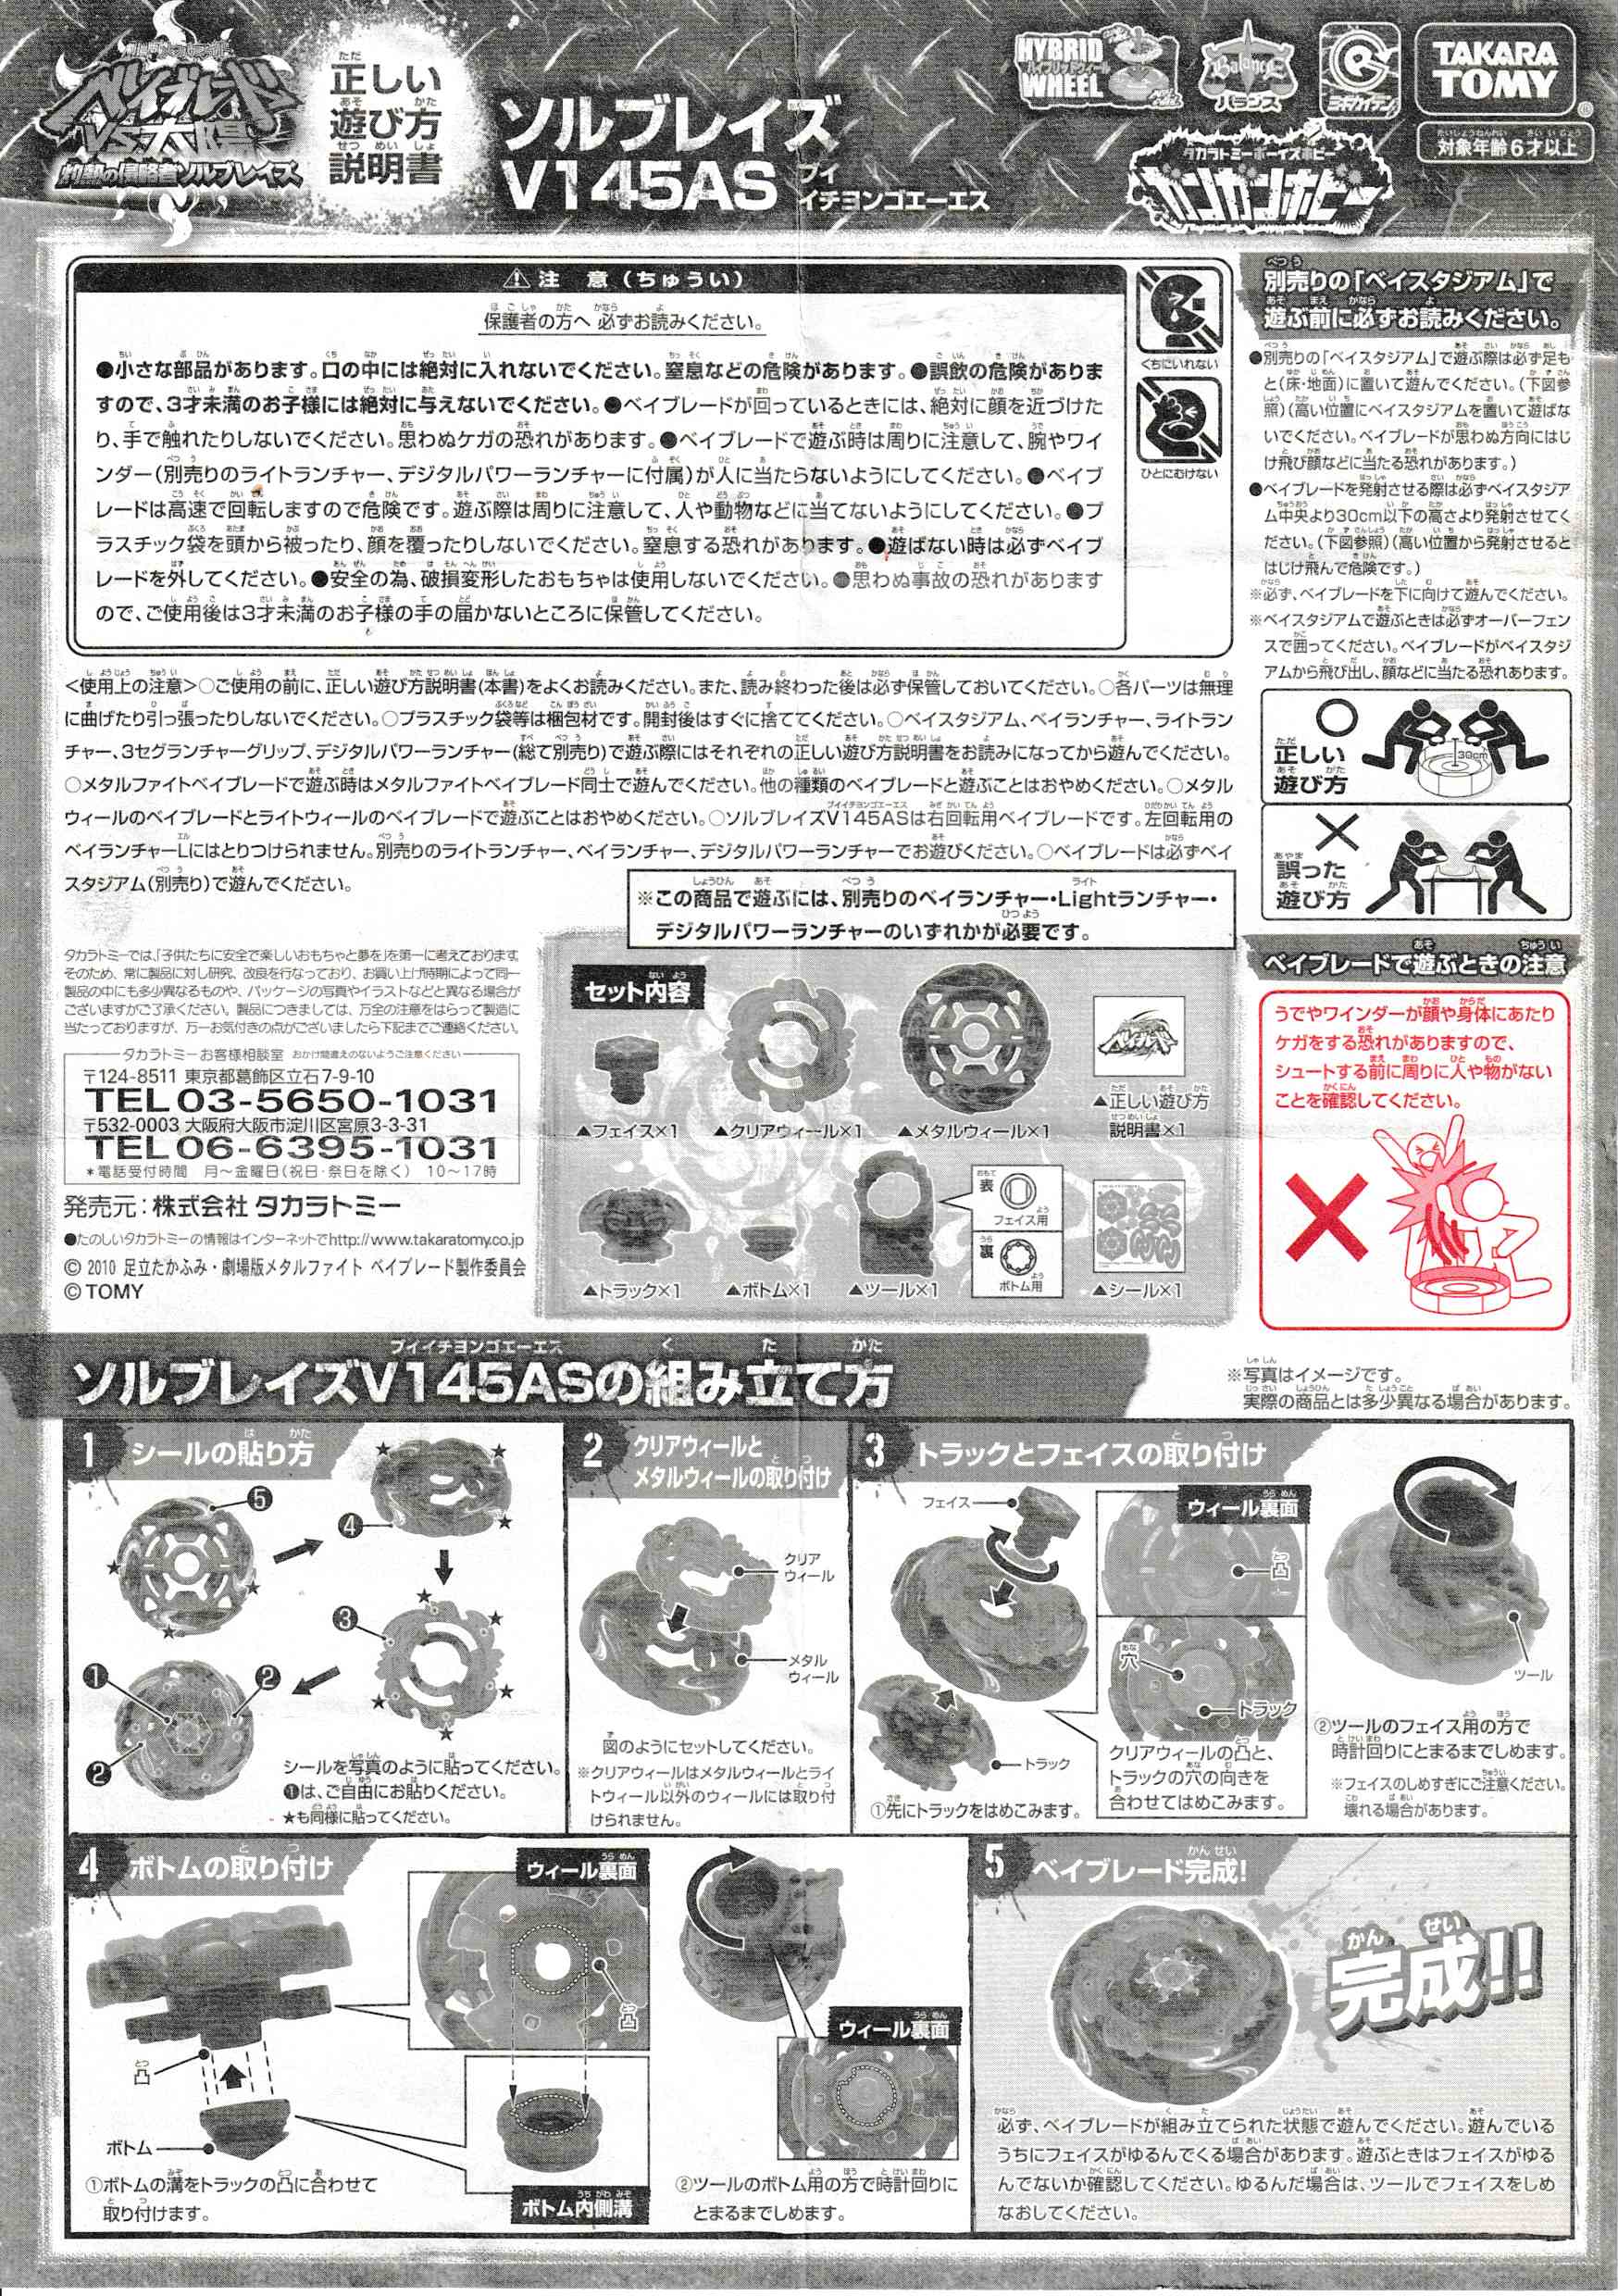 ベイブレード
VS太陽
灼熱の侵略者ソルブレイズ
正しい
遊び方
説明書
ソルブレイズ
V145AS ブイイチヨンゴエーエス
HYBRID WHEEL
ハイブリッドウィール
Balance
バランス
ミギカイテン
TAKARA TOMY
対象年齢6才以上
タカラトミーボーイズホビー
ガンガンホビー
注 意(ちゅうい)
保護者の方へ 必ずお読みください。
●小さな部品があります。口の中には絶対に入れないでください。窒息などの危険があります。●誤飲の危険がありま
すので、3才未満のお子様には絶対に与えないでください。●ベイブレードが回っているときには、絶対に顔を近づけた
り、手で触れたりしないでください。思わぬケガの恐れがあります。●ベイブレードで遊ぶ時は周りに注意して、腕やワイ
ンダー(別売りのライトランチャー、デジタルパワーランチャーに付属)が人に当たらないようにしてください。●ベイブ
レードは高速で回転しますので危険です。遊ぶ際は周りに注意して、人や動物などに当てないようにしてください。●プ
ラスチック袋を頭から被ったり、顔を覆ったりしないでください。窒息する恐れがあります。●遊ばない時は必ずベイブ
レードを外してください。●安全の為、破損変形したおもちゃは使用しないでください。●思わぬ事故の恐れがあります
ので、ご使用後は3才未満のお子様の手の届かないところに保管してください。
くちにいれない
ひとにむけない
別売りの「ベイスタジアム」で
遊ぶ前に必ずお読みください。
●別売りの「ベイスタジアム」で遊ぶ際は必ず足も
と(床・地面)に置いて遊んでください。(下図参
照)(高い位置にベイスタジアムを置いて遊ばな
いでください。ベイブレードが思わぬ方向にはじ
け飛び顔などに当たる恐れがあります。)
●ベイブレードを発射させる際は必ずベイスタジア
ム中央より30cm以下の高さより発射させてく
ださい。(下図参照)(高い位置から発射させると
はじけ飛んで危険です。)
※必ず、ベイブレードを下に向けて遊んでください。
※ベイスタジアムで遊ぶときは必ずオーバーフェン
スで囲ってください。ベイブレードがベイスタジ
アムから飛び出し、顔などに当たる恐れあります。
正しい
遊び方
30cm
誤った
遊び方
<使用上の注意>○ご使用の前に、正しい遊び方説明書(本書)をよくお読みください。また、読み終わった後は必ず保管しておいてください。○各パーツは無理
に曲げたり引っ張ったりしないでください。○プラスチック袋等は梱包材です。開封後はすぐに捨ててください。○ベイスタジアム、ベイランチャー、ライトラン
チャー、3セグランチャーグリップ、デジタルパワーランチャー(総て別売り)で遊ぶ際にはそれぞれの正しい遊び方説明書をお読みになってから遊んでください。
○メタルファイトベイブレードで遊ぶ時はメタルファイトベイブレード同士で遊んでください。他の種類のベイブレードと遊ぶことはおやめください。○メタル
ウィールのベイブレードとライトウィールのベイブレードで遊ぶことはおやめください。○ソルブレイズV145ASは右回転用ベイブレードです。左回転用の
ベイランチャーLにはとりつけられません。別売りのライトランチャー、ベイランチャー、デジタルパワーランチャーでお遊びください。○ベイブレードは必ずベイ
スタジアム(別売り)で遊んでください。
※この商品で遊ぶには、別売りのベイランチャー・Lightランチャー・
デジタルパワーランチャーのいずれかが必要です。
タカラトミーでは、「子供たちに安全で楽しいおもちゃと夢を」を第一に考えております。
そのため、常に製品に対し研究、改良を行なっており、お買い上げ時期によって同一
製品の中にも多少異なるものや、パッケージの写真やイラストなどと異なる場合が
ございますがご了承ください。製品につきましては、万全の注意をはらって製造に
当たっておりますが、万一お気付きの点がございましたら下記までご連絡ください。
タカラトミーお客様相談室 おかけ間違えのないようご注意ください
〒124-8511 東京都葛飾区立石7-9-10
TEL03-5650-1031
〒532-0003 大阪府大阪市淀川区宮原3-3-31
TEL06-6395-1031
*電話受付時間 月〜金曜日(祝日・祭日を除く) 10〜17時
発売元:株式会社タカラトミー
●たのしいタカラトミーの情報はインターネットでhttp://www.takaratomy.co.jp
© 2010 足立たかふみ・劇場版メタルファイト ベイブレード製作委員会
© TOMY
セット内容
▲フェイス×1
▲クリアウィール×1
▲メタルウィール×1
▲正しい遊び方
説明書×1
▲トラック×1
▲ボトム×1
▲ツール×1
表
フェイス用
裏
ボトム用
▲シール×1
ベイブレードで遊ぶときの注意
うでやワインダーが顔や身体にあたり
ケガをする恐れがありますので、
シュートする前に周りに人や物がない
ことを確認してください。
ソルブレイズV145ASの組み立て方
※写真はイメージです。
実際の商品とは多少異なる場合があります。
1 シールの貼り方
シールを写真のように貼ってください。
❶は、ご自由にお貼りください。
★も同様に貼ってください。
2 クリアウィールと
メタルウィールの取り付け
クリア
ウィール
メタル
ウィール
図のようにセットしてください。
※クリアウィールはメタルウィールとライ
トウィール以外のウィールには取り付
けられません。
3 トラックとフェイスの取り付け
フェイス
ウィール裏面
凸
穴
トラック
トラック
①先にトラックをはめこみます。
クリアウィールの凸と、
トラックの穴の向きを
合わせてはめこみます。
ツール
②ツールのフェイス用の方で
時計回りにとまるまでしめます。
※フェイスのしめすぎにご注意ください。
壊れる場合があります。
4 ボトムの取り付け
ウィール裏面
凸
凸
ボトム
ボトム内側溝
①ボトムの溝をトラックの凸に合わせて
取り付けます。
ウィール裏面
②ツールのボトム用の方で時計回りに
とまるまでしめます。
5 ベイブレード完成!
完成!!
必ず、ベイブレードが組み立てられた状態で遊んでください。遊んでいる
うちにフェイスがゆるんでくる場合があります。遊ぶときはフェイスがゆる
んでないか確認してください。ゆるんだ場合は、ツールでフェイスをしめ
なおしてください。